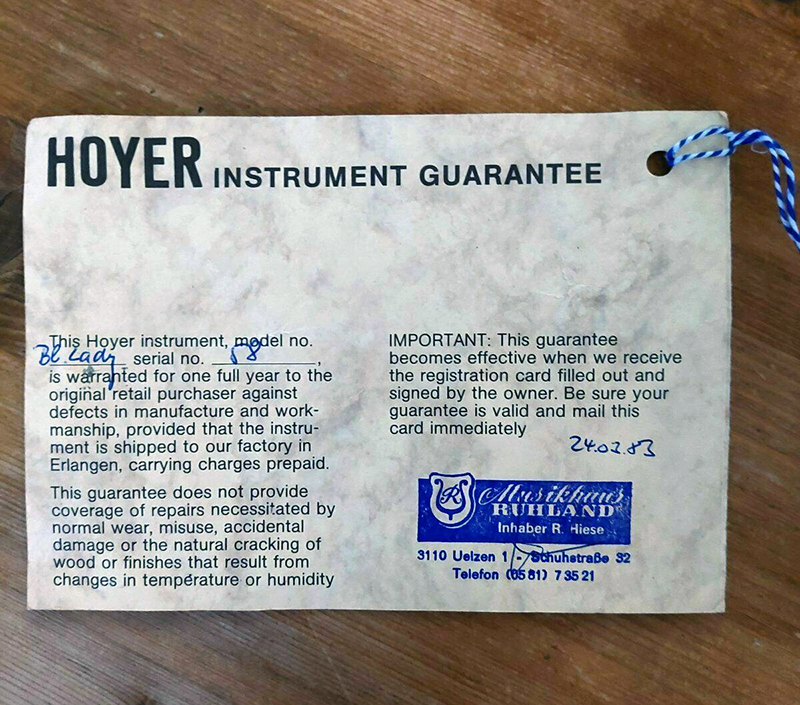 HOYER INSTRUMENT GUARANTEE
This Hoyer instrument, model no.
Bl. Lady serial no. 58,
is warranted for one full year to the
original retail purchaser against
defects in manufacture and work-
manship, provided that the instru-
ment is shipped to our factory in
Erlangen, carrying charges prepaid.
This guarantee does not provide
coverage of repairs necessitated by
normal wear, misuse, accidental
damage or the natural cracking of
wood or finishes that result from
changes in temperature or humidity
IMPORTANT: This guarantee
becomes effective when we receive
the registration card filled out and
signed by the owner. Be sure your
guarantee is valid and mail this
card immediately
24.02.83
R
Musikhaus
RUHLAND
Inhaber R. Hiese
3110 Uelzen 1 - Schuhstraße 32
Telefon (0581) 7 35 21